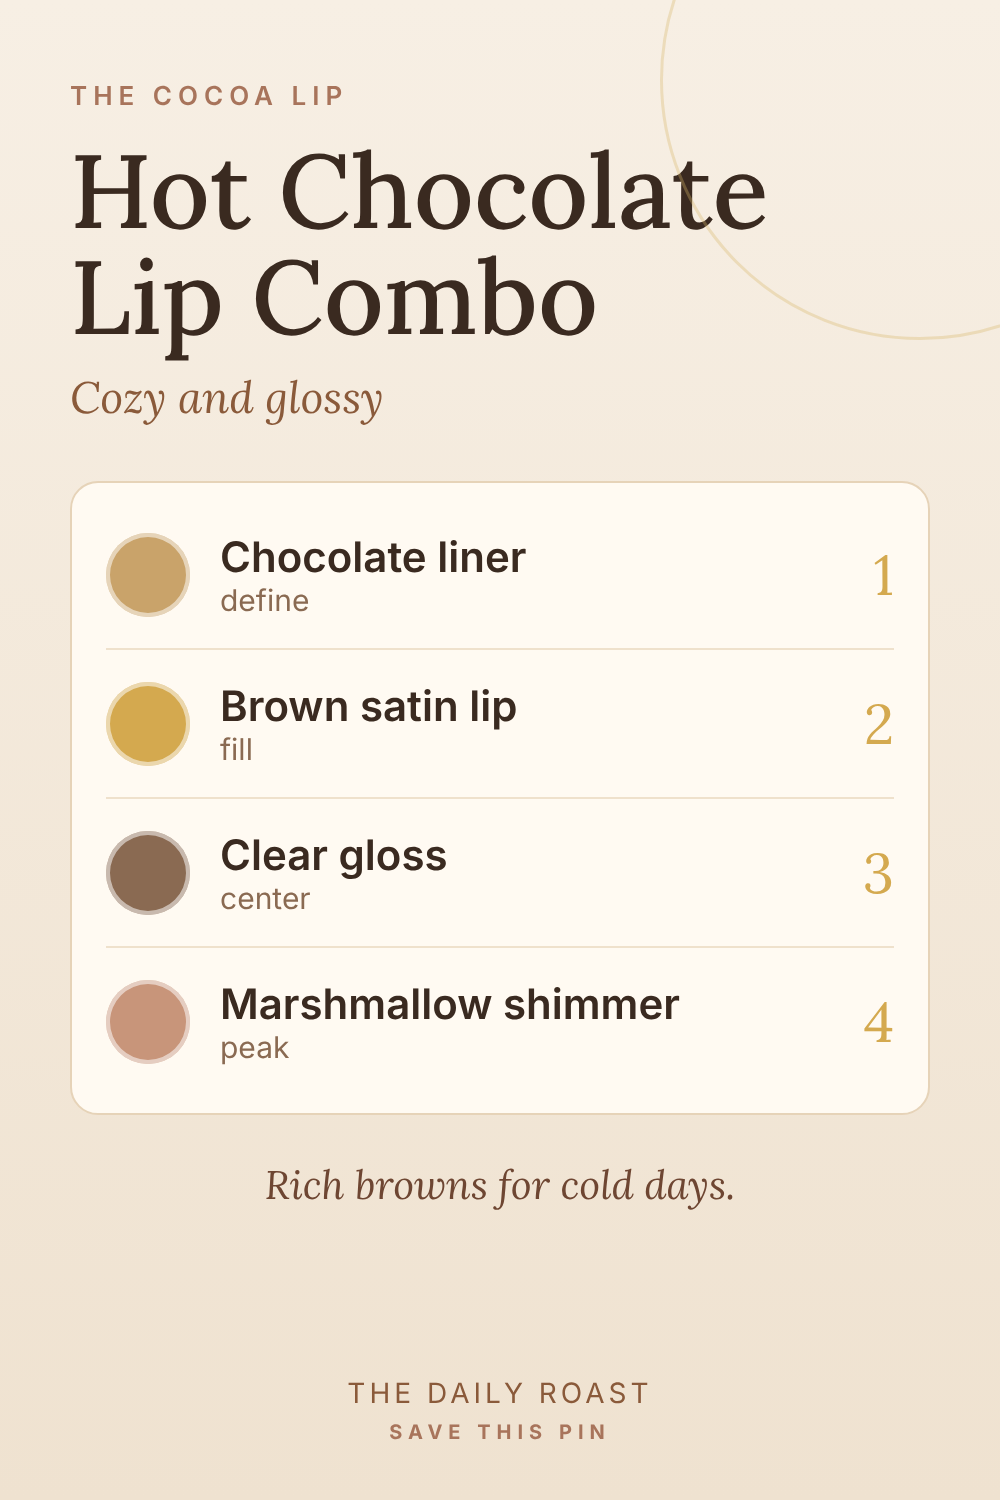 THE COCOA LIP
Hot Chocolate
Lip Combo
Cozy and glossy
Chocolate liner
define
1
Brown satin lip
fill
2
Clear gloss
center
3
Marshmallow shimmer
peak
4
Rich browns for cold days.
THE DAILY ROAST
SAVE THIS PIN